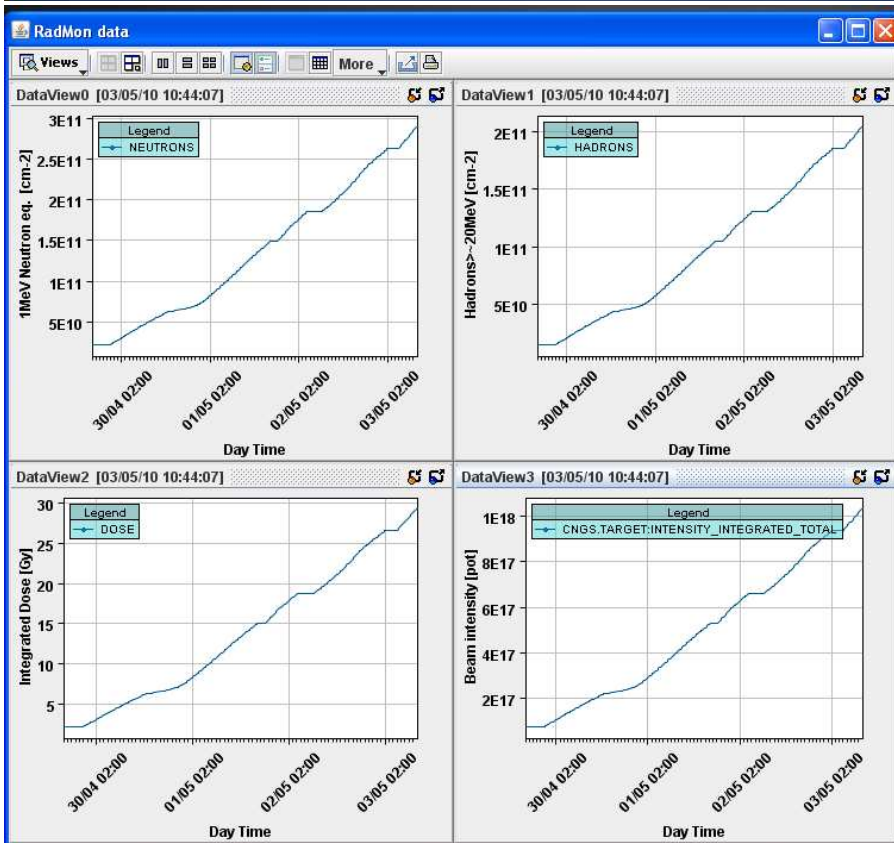 RadMon data
Views More
DataView0 [03/05/10 10:44:07]
3E11
2.5E11
2E11
1.5E11
1E11
5E10
1MeV Neutron eq. [cm-2]
Legend
NEUTRONS
30/04 02:00
01/05 02:00
02/05 02:00
03/05 02:00
Day Time
DataView1 [03/05/10 10:44:07]
2E11
1.5E11
1E11
5E10
Hadrons>~20MeV [cm-2]
Legend
HADRONS
30/04 02:00
01/05 02:00
02/05 02:00
03/05 02:00
Day Time
DataView2 [03/05/10 10:44:07]
30
25
20
15
10
5
Integrated Dose [Gy]
Legend
DOSE
30/04 02:00
01/05 02:00
02/05 02:00
03/05 02:00
Day Time
DataView3 [03/05/10 10:44:07]
1E18
8E17
6E17
4E17
2E17
Beam intensity [pot]
Legend
CNGS.TARGET:INTENSITY_INTEGRATED_TOTAL
30/04 02:00
01/05 02:00
02/05 02:00
03/05 02:00
Day Time